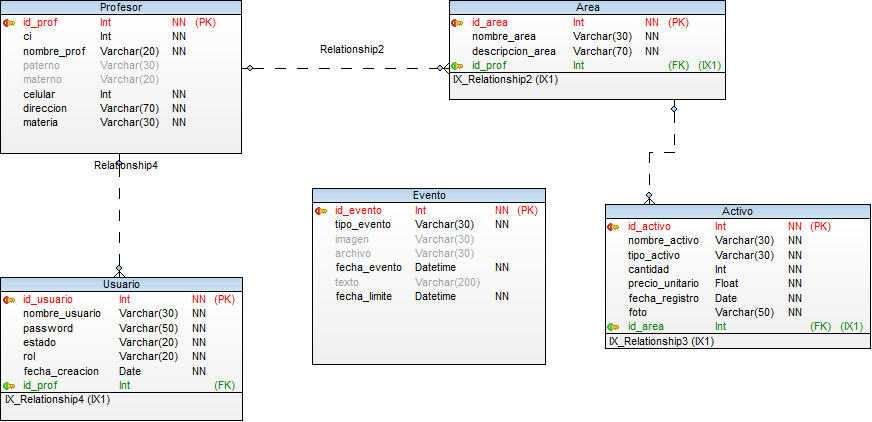 Profesor
id_prof Int NN (PK)
ci Int NN
nombre_prof Varchar(20) NN
paterno Varchar(30)
materno Varchar(20)
celular Int NN
direccion Varchar(70) NN
materia Varchar(30) NN
Relationship2
Area
id_area Int NN (PK)
nombre_area Varchar(30) NN
descripcion_area Varchar(70) NN
id_prof Int (FK) (IX1)
IX_Relationship2 (IX1)
Relationship4
Evento
id_evento Int NN (PK)
tipo_evento Varchar(30) NN
imagen Varchar(30)
archivo Varchar(30)
fecha_evento Datetime NN
texto Varchar(200)
fecha_limite Datetime NN
Activo
id_activo Int NN (PK)
nombre_activo Varchar(30) NN
tipo_activo Varchar(30) NN
cantidad Int NN
precio_unitario Float NN
fecha_registro Date NN
foto Varchar(50) NN
id_area Int (FK) (IX1)
IX_Relationship3 (IX1)
Usuario
id_usuario Int NN (PK)
nombre_usuario Varchar(30) NN
password Varchar(50) NN
estado Varchar(20) NN
rol Varchar(20) NN
fecha_creacion Date NN
id_prof Int (FK)
IX_Relationship4 (IX1)